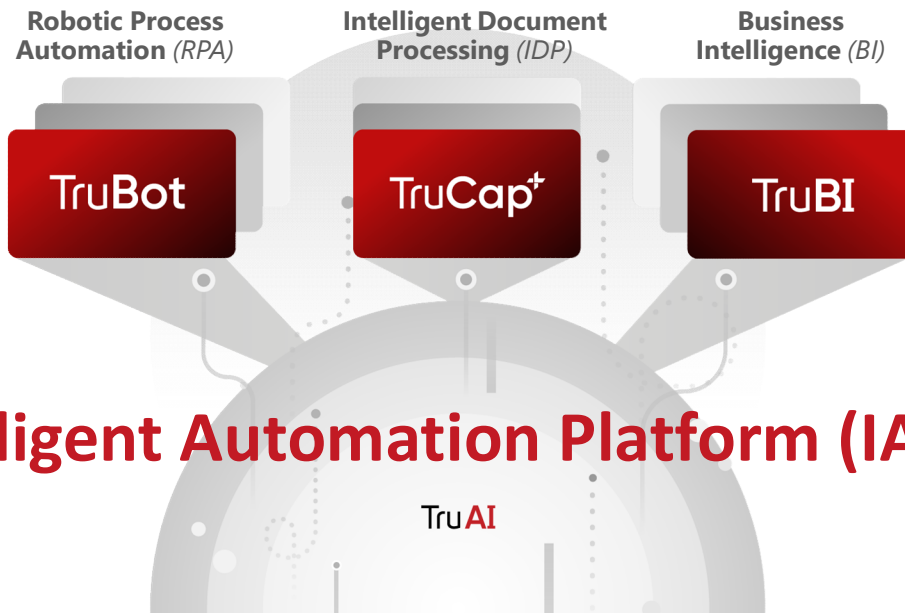 Robotic Process
Automation (RPA)
Intelligent Document
Processing (IDP)
Business
Intelligence (BI)
TruBot
TruCap+
TruBI
lligent Automation Platform (IA
TruAI